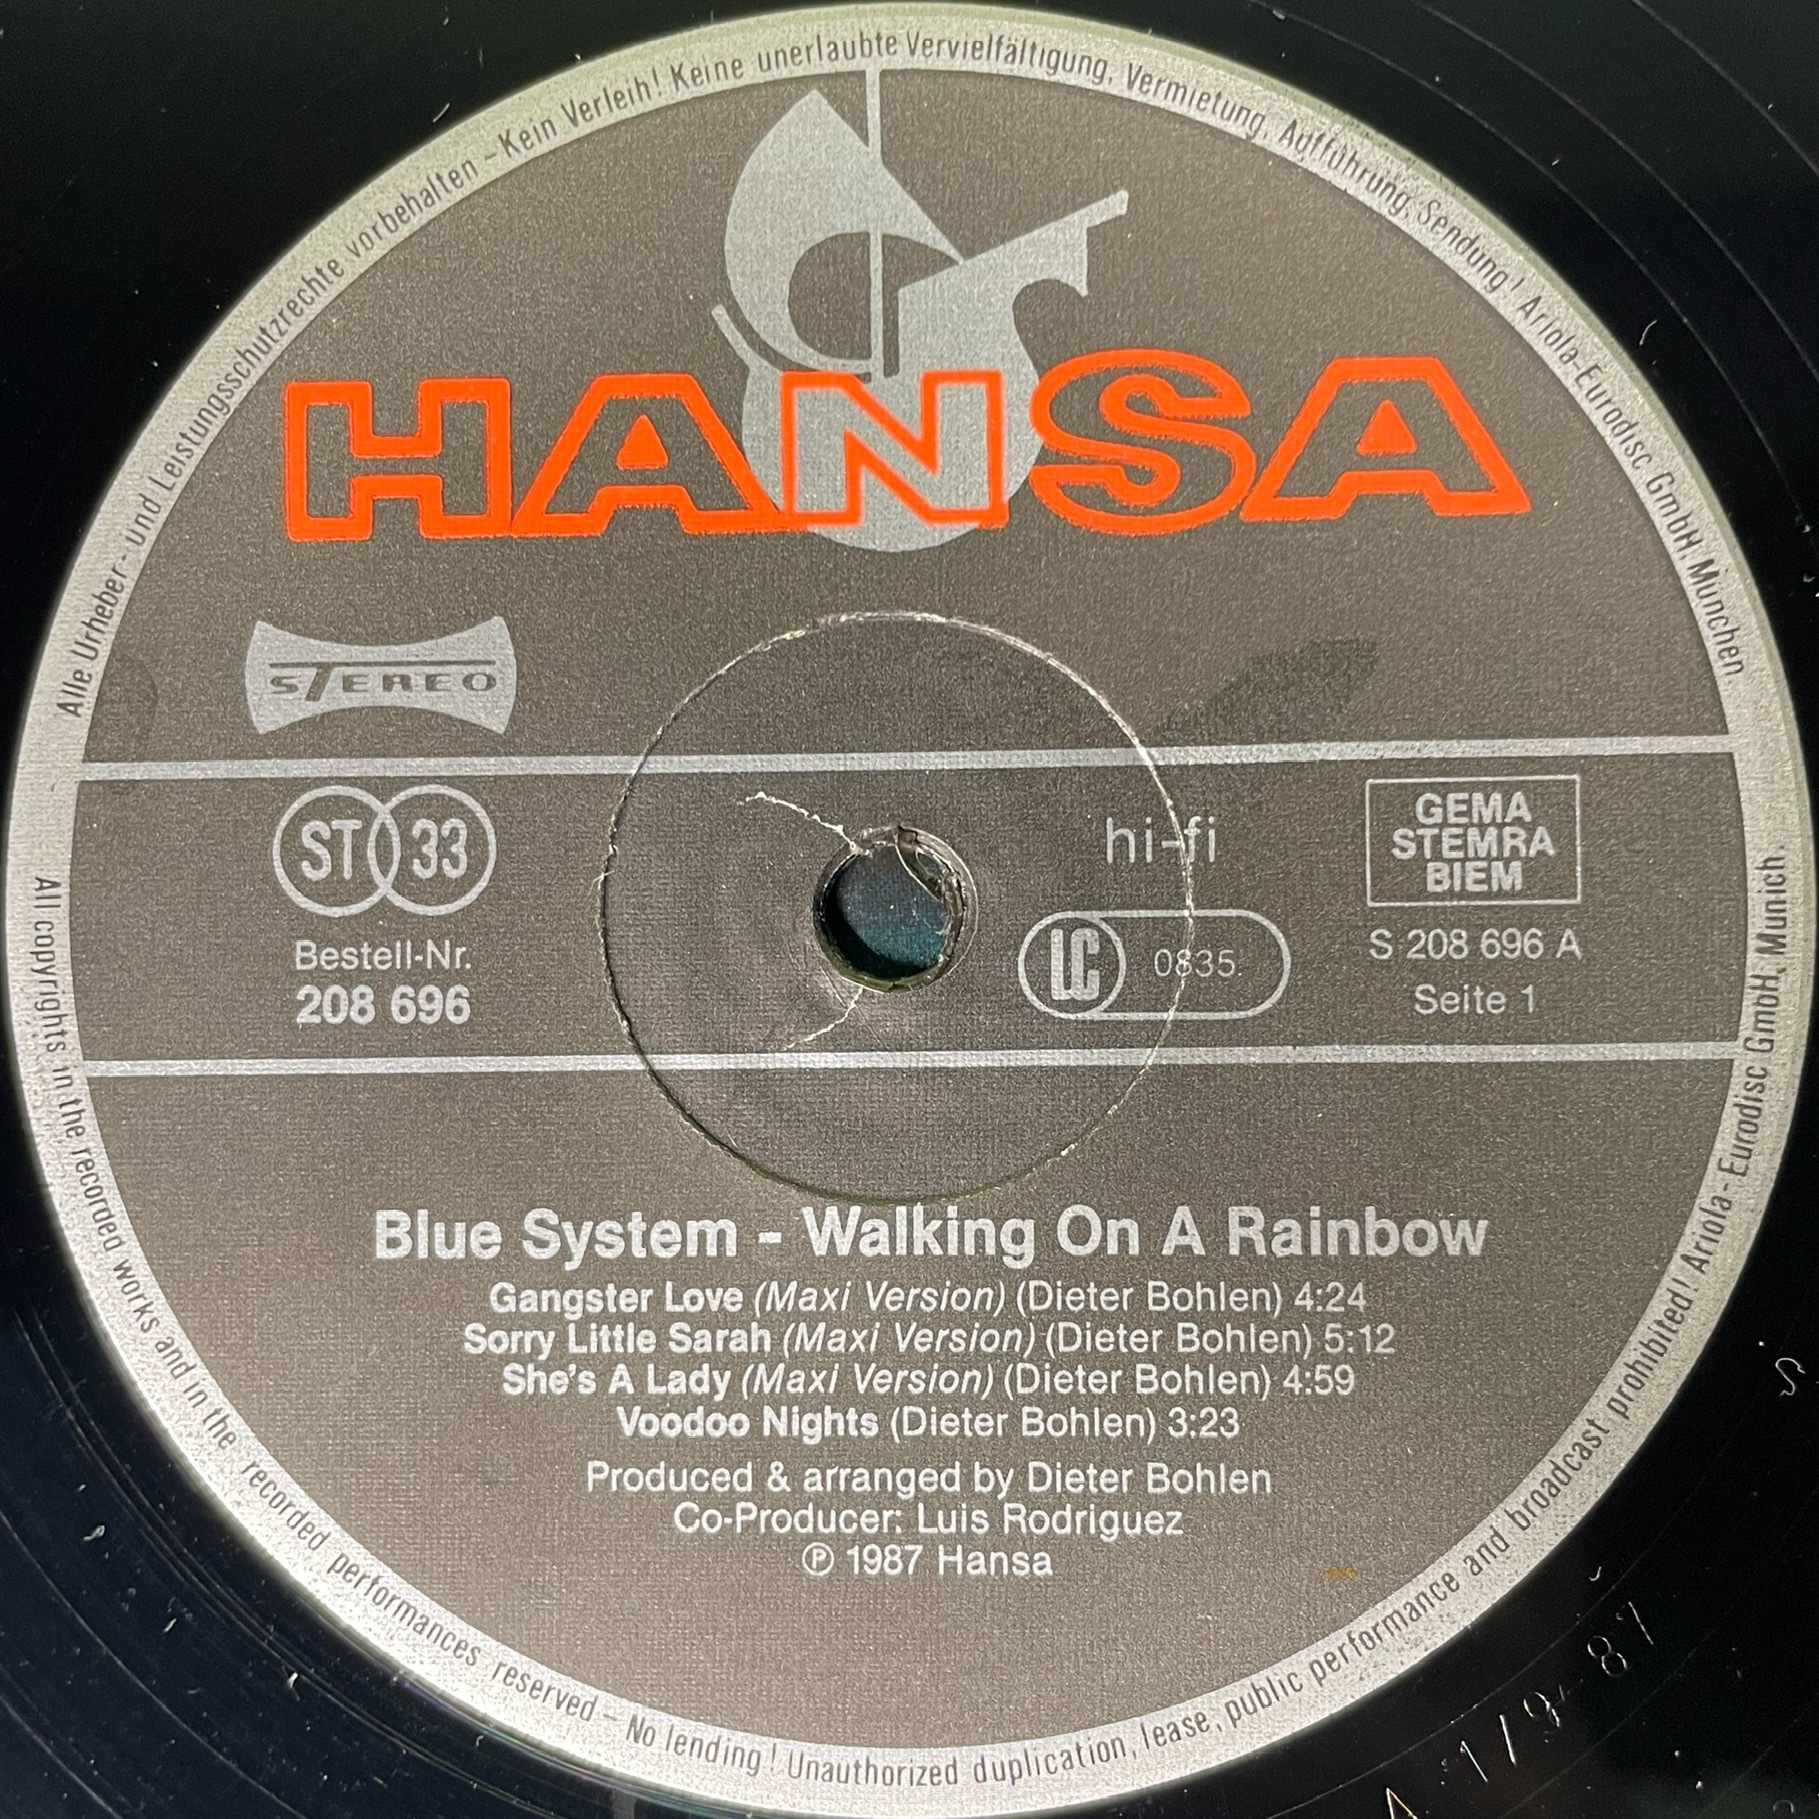 Alle Urheber- und Leistungsschutzrechte vorbehalten – Kein Verleih! Keine unerlaubte Vervielfältigung, Vermietung, Aufführung, Sendung! Ariola-Eurodisc GmbH, München.
HANSA
STEREO
ST 33
hi-fi
GEMA
STEMRA
BIEM
Bestell-Nr.
208 696
LC 0835
S 208 696 A
Seite 1
Blue System - Walking On A Rainbow
Gangster Love (Maxi Version) (Dieter Bohlen) 4:24
Sorry Little Sarah (Maxi Version) (Dieter Bohlen) 5:12
She's A Lady (Maxi Version) (Dieter Bohlen) 4:59
Voodoo Nights (Dieter Bohlen) 3:23
Produced & arranged by Dieter Bohlen
Co-Producer: Luis Rodriguez
℗ 1987 Hansa
All copyrights in the recorded works and in the recorded performances reserved – No lending! Unauthorized duplication, lease, public performance and broadcast prohibited! Ariola-Eurodisc GmbH, Munich.